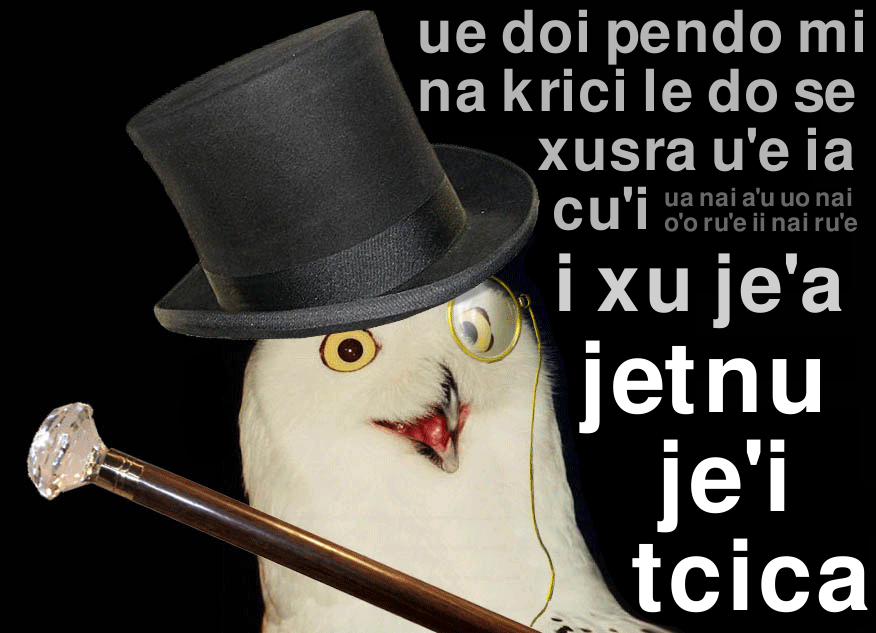 ue doi pendo mi
na krici le do se
xusra u'e ia
cu'i
ua nai a'u uo nai
o'o ru'e ii nai ru'e
i xu je'a
jetnu
je'i
tcica